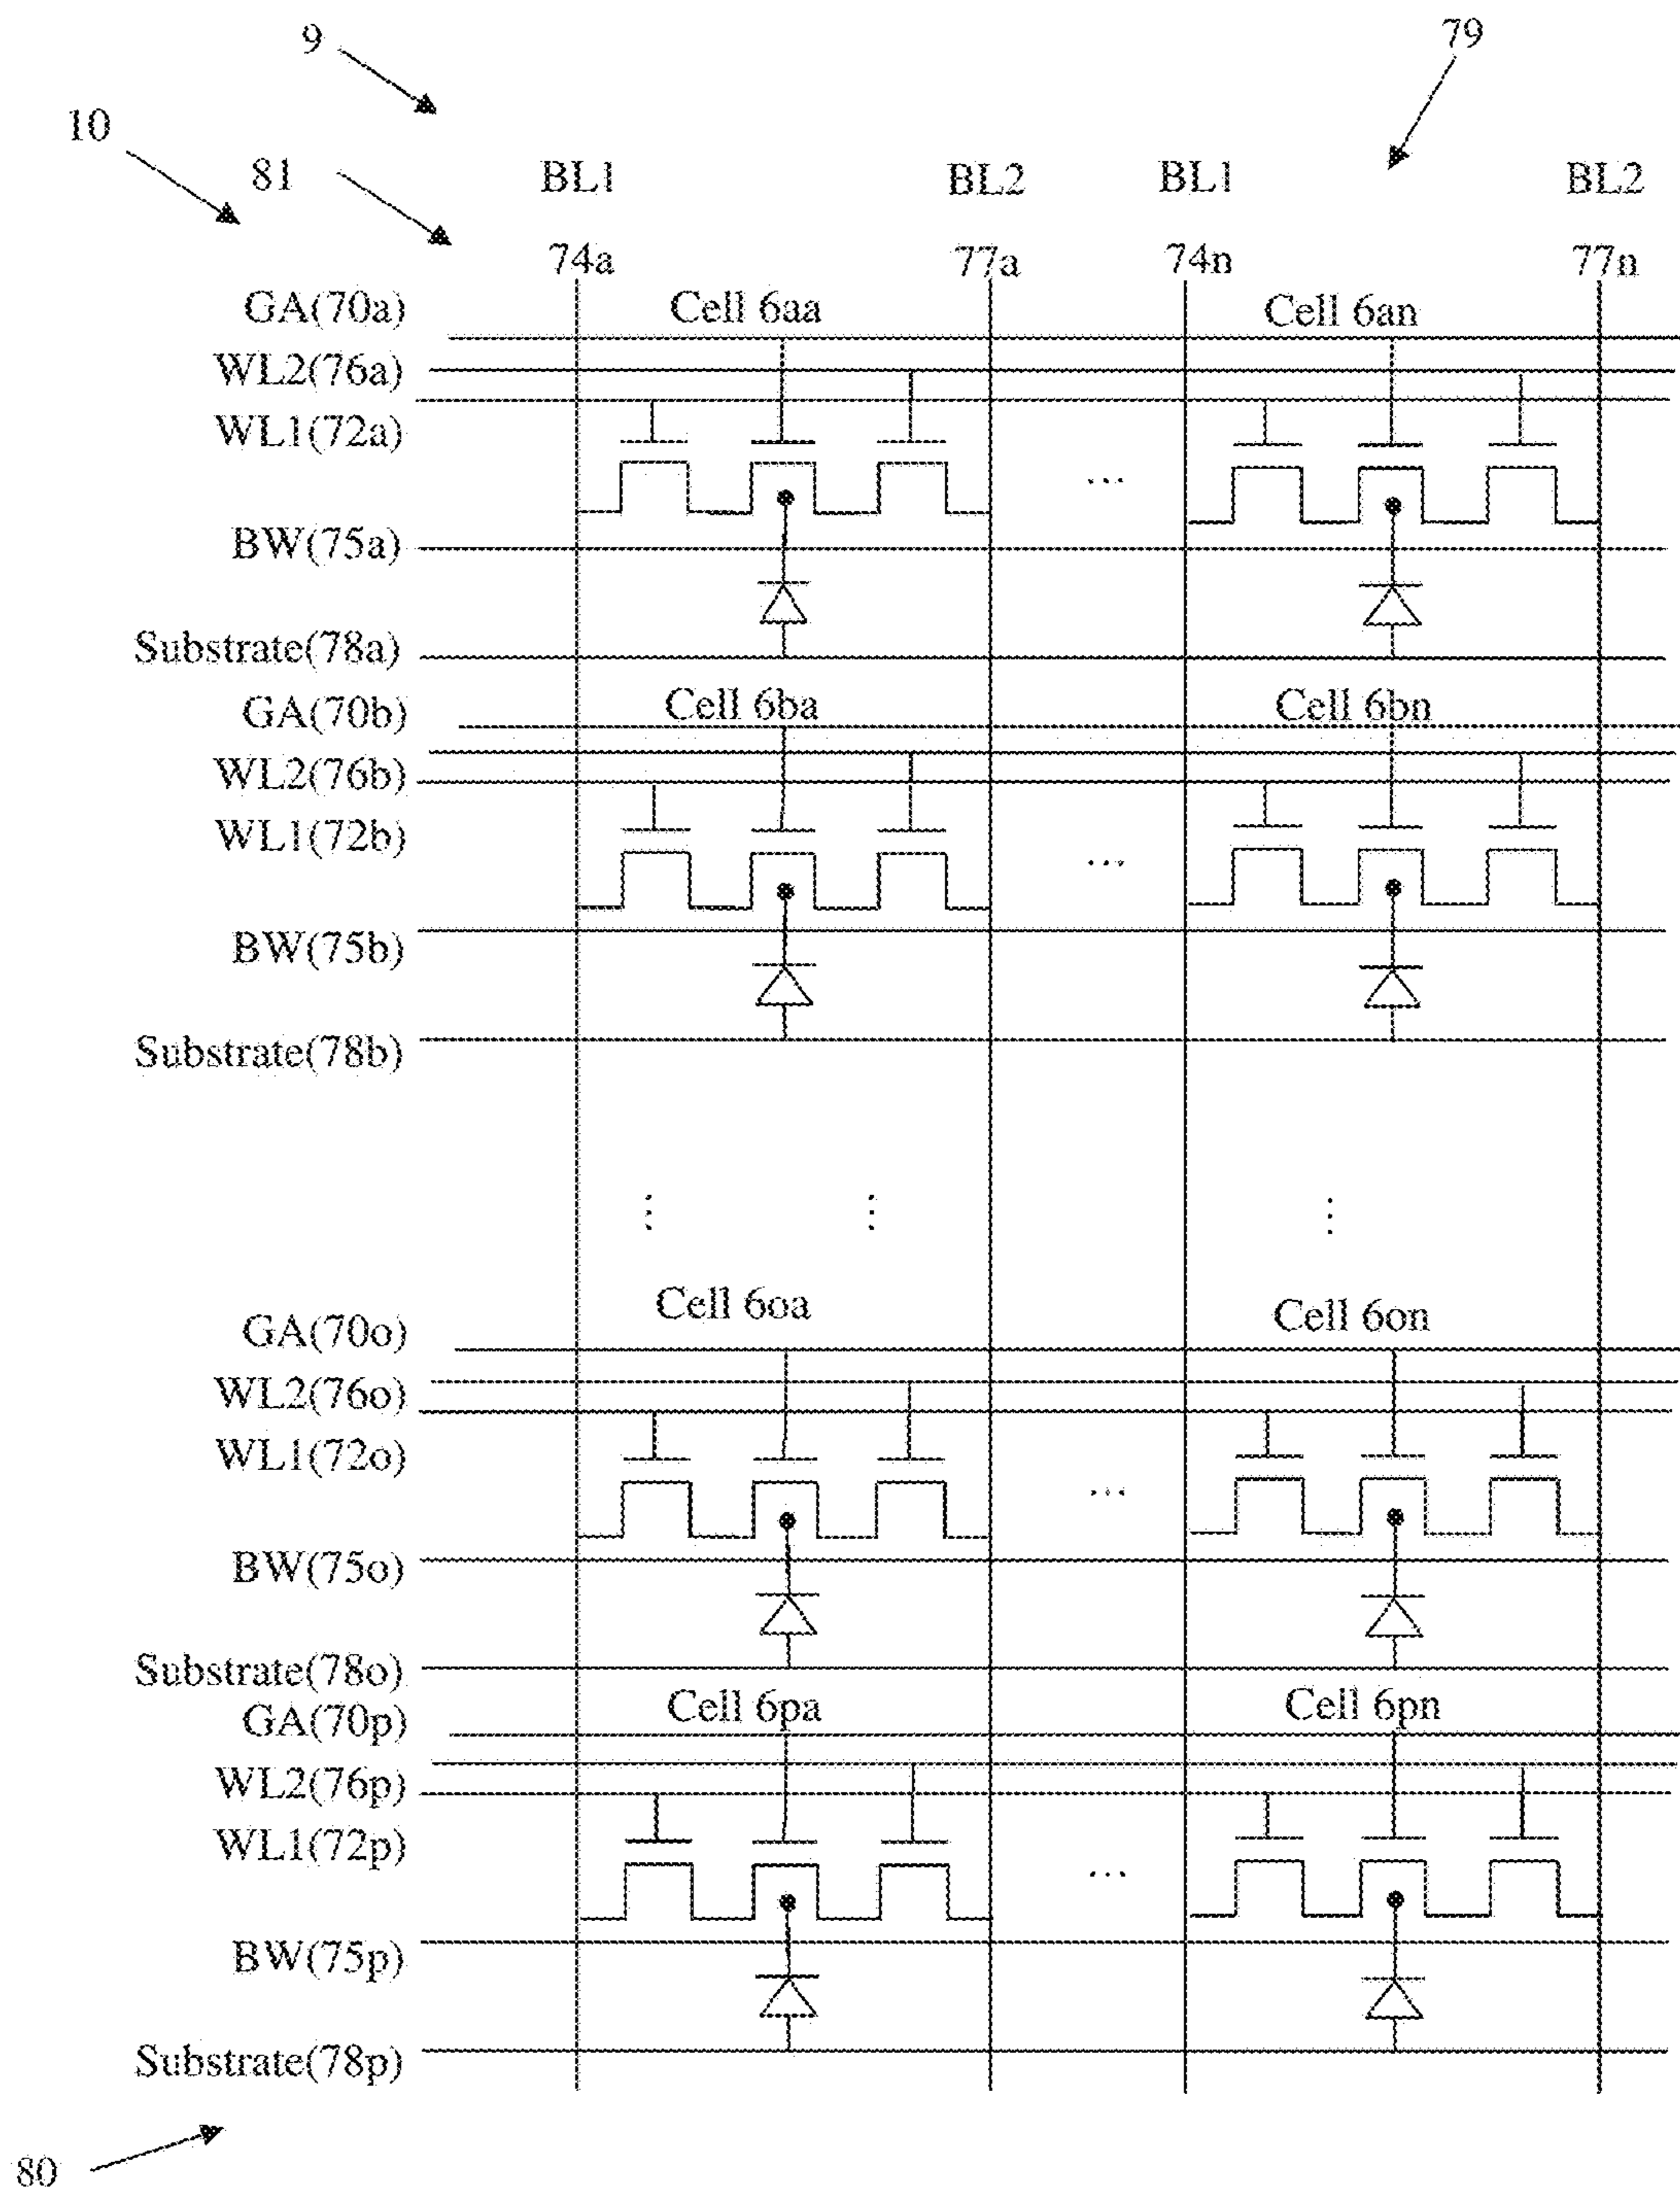 9
79
10
81
BL1 BL2 BL1 BL2
74a 77a 74n 77n
GA(70a) Cell 6aa Cell 6an
WL2(76a)
WL1(72a)
...
BW(75a)
Substrate(78a)
GA(70b) Cell 6ba Cell 6bn
WL2(76b)
WL1(72b)
...
BW(75b)
Substrate(78b)
Cell 6oa Cell 6on
GA(70o)
WL2(76o)
WL1(72o)
...
BW(75o)
Substrate(78o)
GA(70p) Cell 6pa Cell 6pn
WL2(76p)
WL1(72p)
...
BW(75p)
Substrate(78p)
80